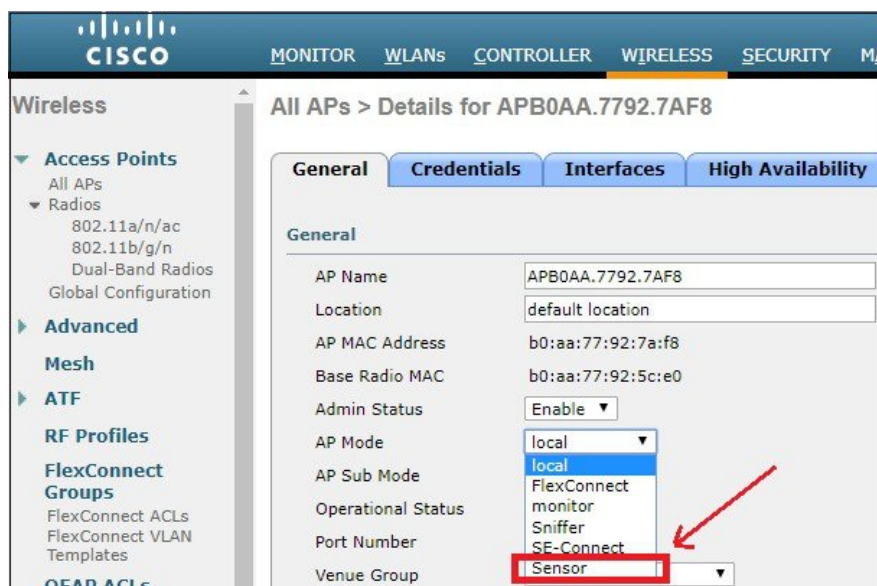 CISCO
MONITOR WLANs CONTROLLER WIRELESS SECURITY
Wireless
Access Points
All APs
Radios
802.11a/n/ac
802.11b/g/n
Dual-Band Radios
Global Configuration
Advanced
Mesh
ATF
RF Profiles
FlexConnect
Groups
FlexConnect ACLs
FlexConnect VLAN
Templates
OEAP ACLs
All APs > Details for APB0AA.7792.7AF8
General Credentials Interfaces High Availability
General
AP Name APB0AA.7792.7AF8
Location default location
AP MAC Address b0:aa:77:92:7a:f8
Base Radio MAC b0:aa:77:92:5c:e0
Admin Status Enable
AP Mode local
local
AP Sub Mode
FlexConnect
monitor
Operational Status
Sniffer
Port Number
SE-Connect
Venue Group
Sensor